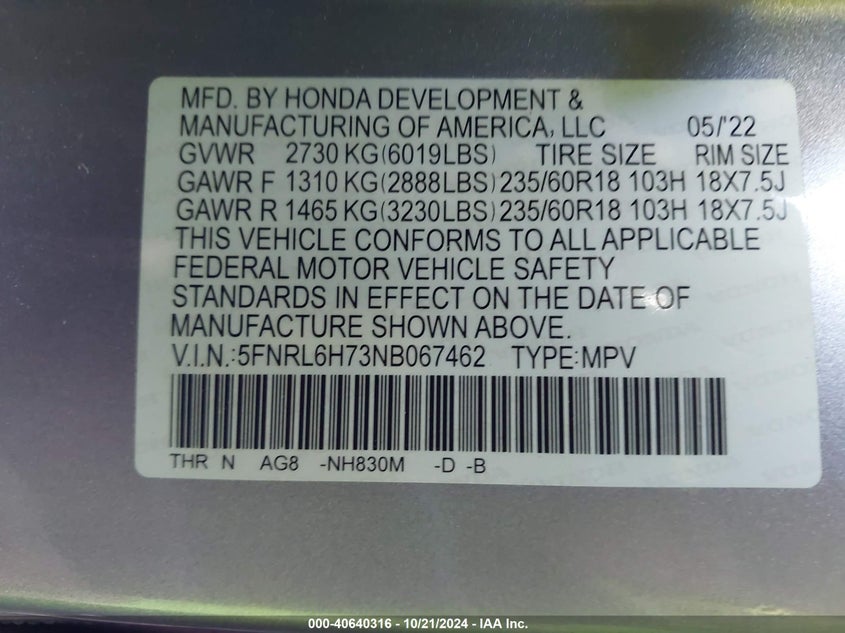 MFD. BY HONDA DEVELOPMENT &
MANUFACTURING OF AMERICA, LLC 05/'22
GVWR 2730 KG(6019LBS) TIRE SIZE RIM SIZE
GAWR F 1310 KG(2888LBS) 235/60R18 103H 18X7.5J
GAWR R 1465 KG(3230LBS) 235/60R18 103H 18X7.5J
THIS VEHICLE CONFORMS TO ALL APPLICABLE
FEDERAL MOTOR VEHICLE SAFETY
STANDARDS IN EFFECT ON THE DATE OF
MANUFACTURE SHOWN ABOVE.
V.I.N.:5FNRL6H73NB067462 TYPE:MPV
THR N AG8 -NH830M -D -B
000-40640316 - 10/21/2024 - IAA Inc.